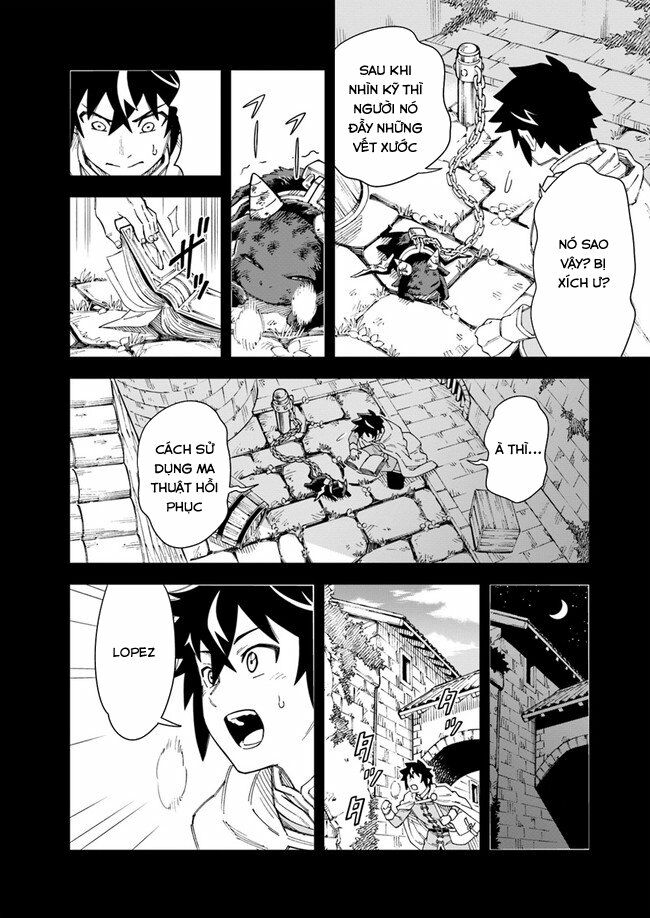 SAU KHI
NHÌN KỸ THÌ
NGƯỜI NÓ
ĐẦY NHỮNG
VẾT XƯỚC
NÓ SAO
VẬY? BỊ
XÍCH Ư?
À THÌ...
CÁCH SỬ
DỤNG MA
THUẬT HỒI
PHỤC
LOPEZ